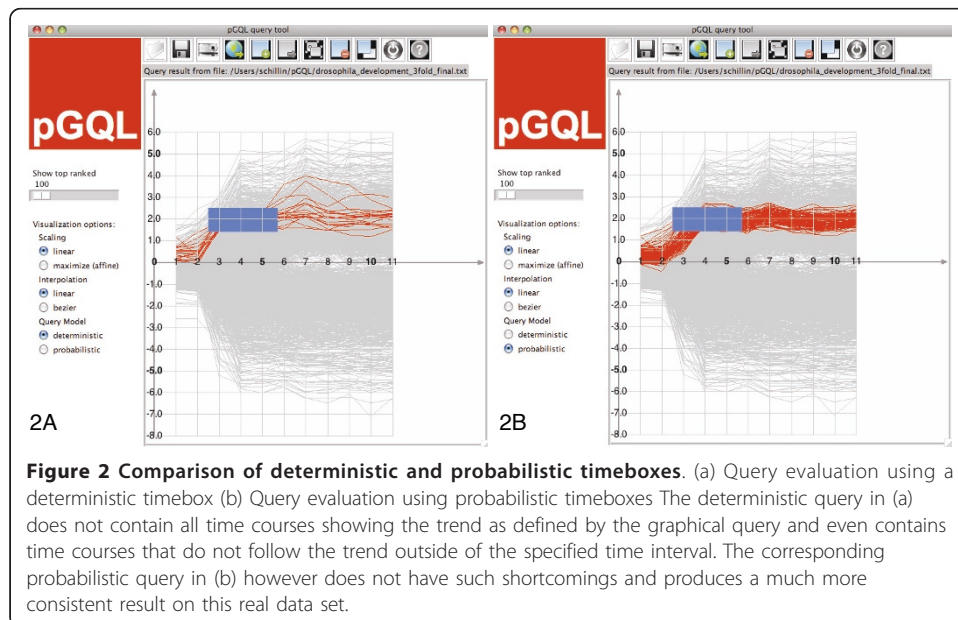 pGQL query tool
Query result from file: /Users/schillin/pGQL/drosophila_development_3fold_final.txt
pGQL
Show top ranked
100
Visualization options:
Scaling
linear
maximize (affine)
Interpolation
linear
bezier
Query Model
deterministic
probabilistic
6.0
5.0
4.0
3.0
2.0
1.0
0 1 2 3 4 5 6 7 8 9 10 11
-1.0
-2.0
-3.0
-4.0
-5.0
-6.0
-7.0
-8.0
2A
pGQL query tool
Query result from file: /Users/schillin/pGQL/drosophila_development_3fold_final.txt
pGQL
Show top ranked
100
Visualization options:
Scaling
linear
maximize (affine)
Interpolation
linear
bezier
Query Model
deterministic
probabilistic
6.0
5.0
4.0
3.0
2.0
1.0
0 1 2 3 4 5 6 7 8 9 10 11
-1.0
-2.0
-3.0
-4.0
-5.0
-6.0
-7.0
-8.0
2B
Figure 2 Comparison of deterministic and probabilistic timeboxes. (a) Query evaluation using a
deterministic timebox (b) Query evaluation using probabilistic timeboxes The deterministic query in (a)
does not contain all time courses showing the trend as defined by the graphical query and even contains
time courses that do not follow the trend outside of the specified time interval. The corresponding
probabilistic query in (b) however does not have such shortcomings and produces a much more
consistent result on this real data set.